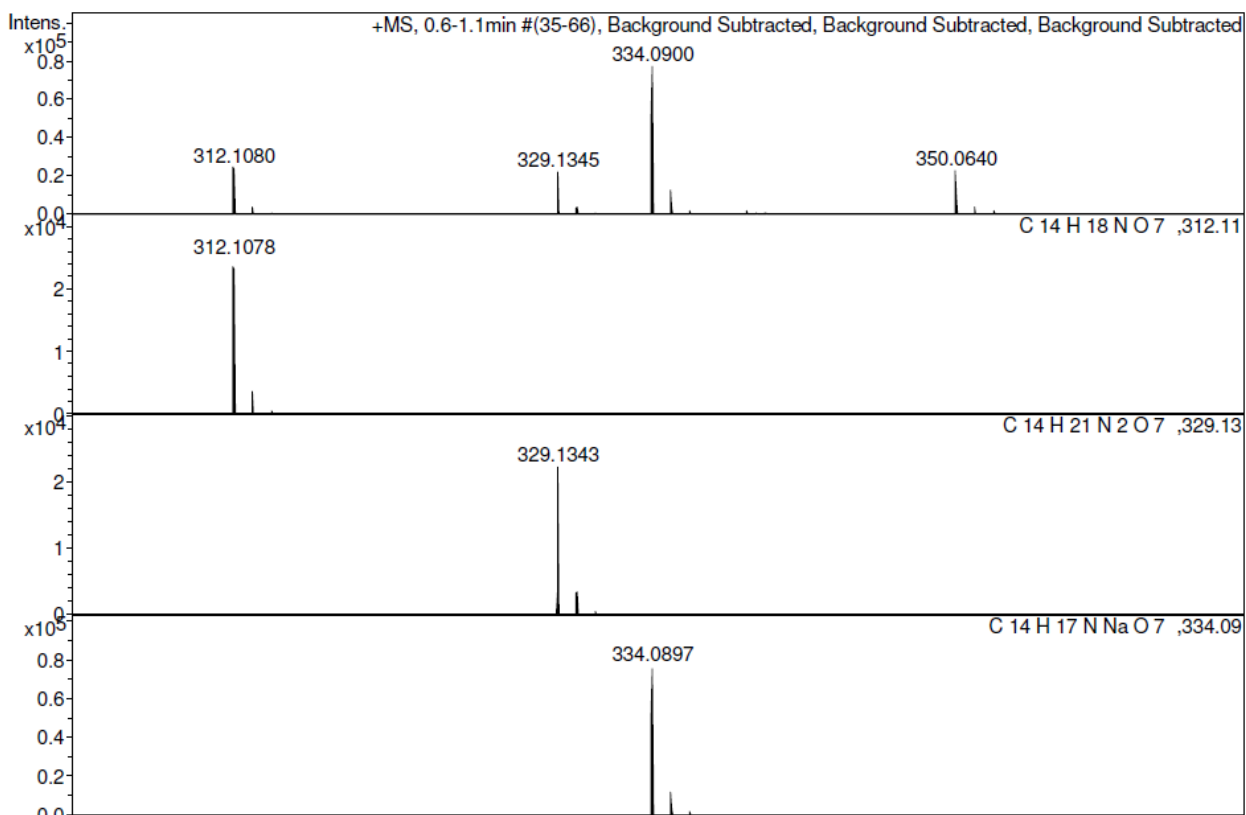 Intens.
x10^5
+MS, 0.6-1.1min #(35-66), Background Subtracted, Background Subtracted, Background Subtracted
0.8
0.6
0.4
0.2
0.0
312.1080
329.1345
334.0900
350.0640
x10^4
C 14 H 18 N O 7 ,312.11
2
1
0
312.1078
x10^4
C 14 H 21 N 2 O 7 ,329.13
2
1
0
329.1343
x10^5
C 14 H 17 N Na O 7 ,334.09
0.8
0.6
0.4
0.2
0.0
334.0897